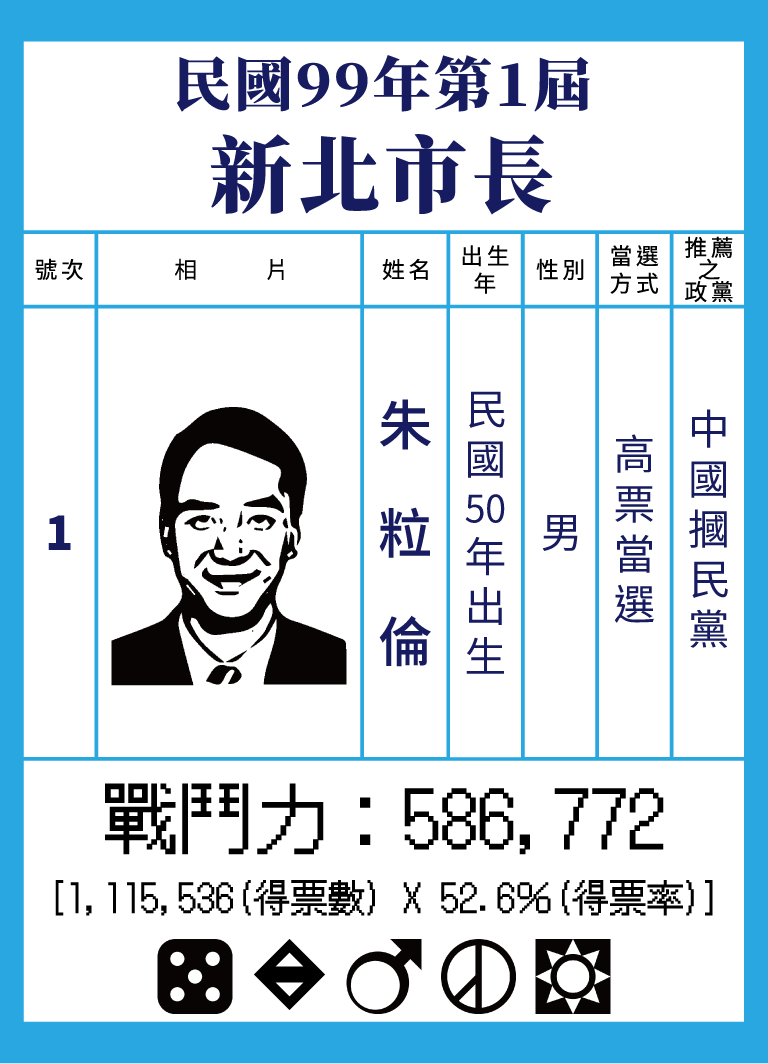 民國99年第1屆
新北市長
號次
相片
姓名
出生
年
性別
當選
方式
推薦
之
政黨
1
朱粒倫
民國50年出生
男
高票當選
中國摑民黨
戰鬥力：586,772
[1,115,536(得票數) X 52.6%(得票率)]